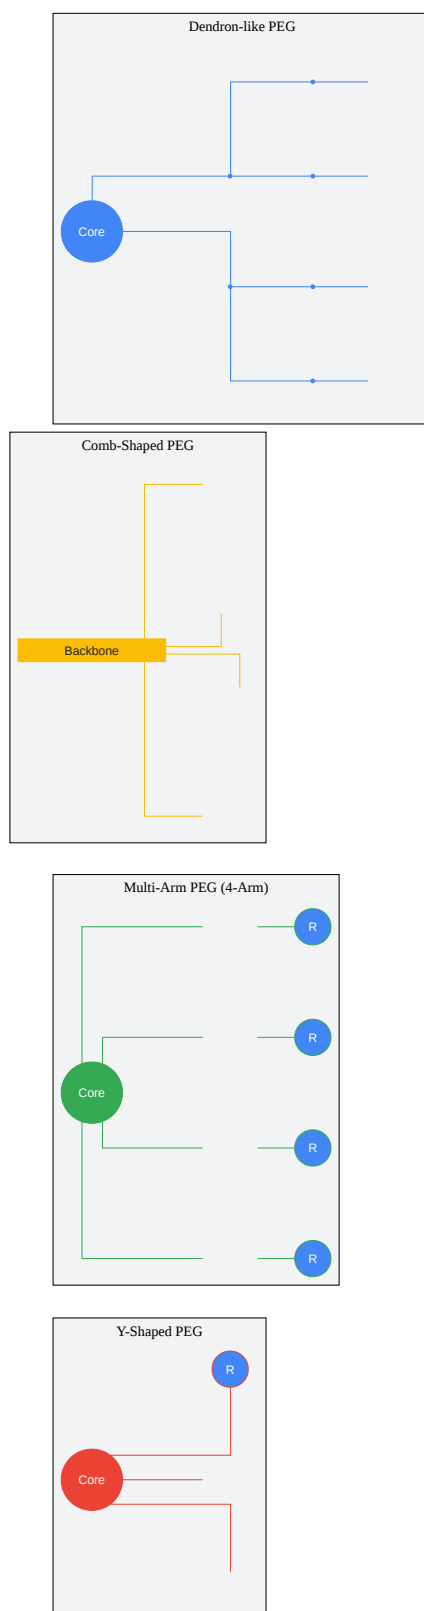 Dendron-like PEG
Core
Comb-Shaped PEG
Backbone
Multi-Arm PEG (4-Arm)
R
R
Core
R
R
Y-Shaped PEG
R
Core